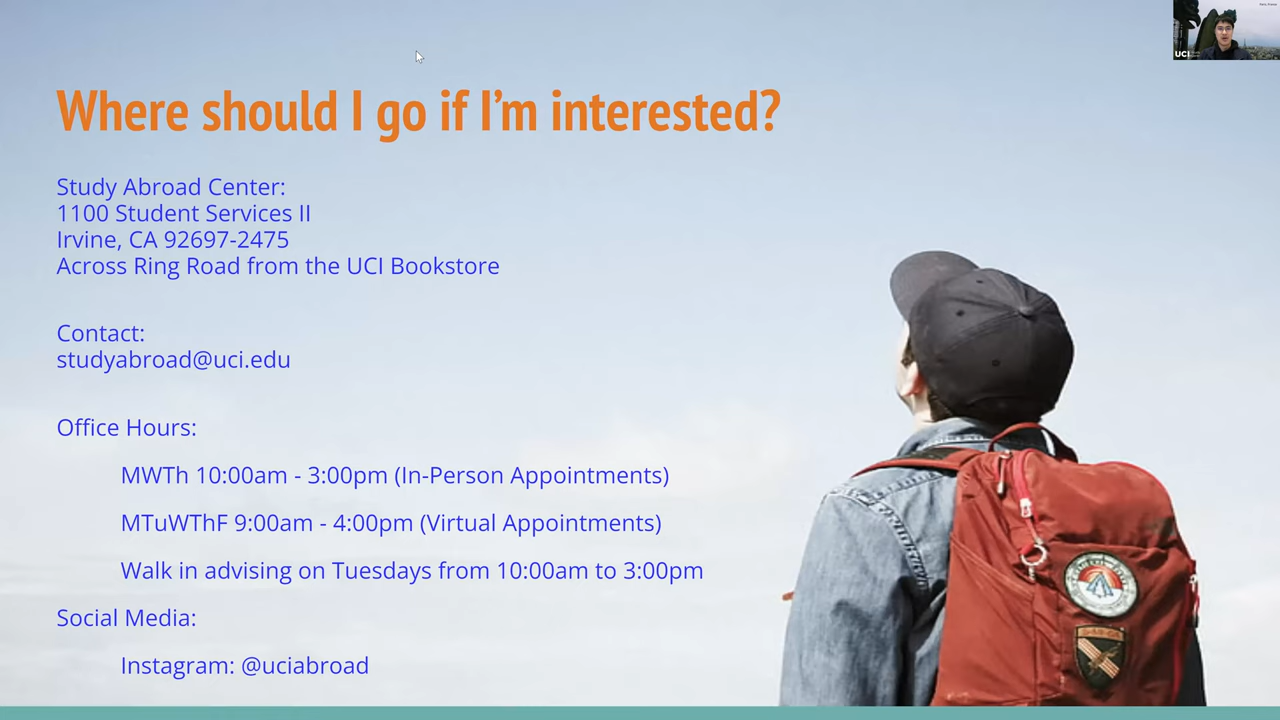 Where should I go if I'm interested?
Study Abroad Center:
1100 Student Services II
Irvine, CA 92697-2475
Across Ring Road from the UCI Bookstore
Contact:
studyabroad@uci.edu
Office Hours:
MWTh 10:00am - 3:00pm (In-Person Appointments)
MTuWThF 9:00am - 4:00pm (Virtual Appointments)
Walk in advising on Tuesdays from 10:00am to 3:00pm
Social Media:
Instagram: @uciabroad
UCI